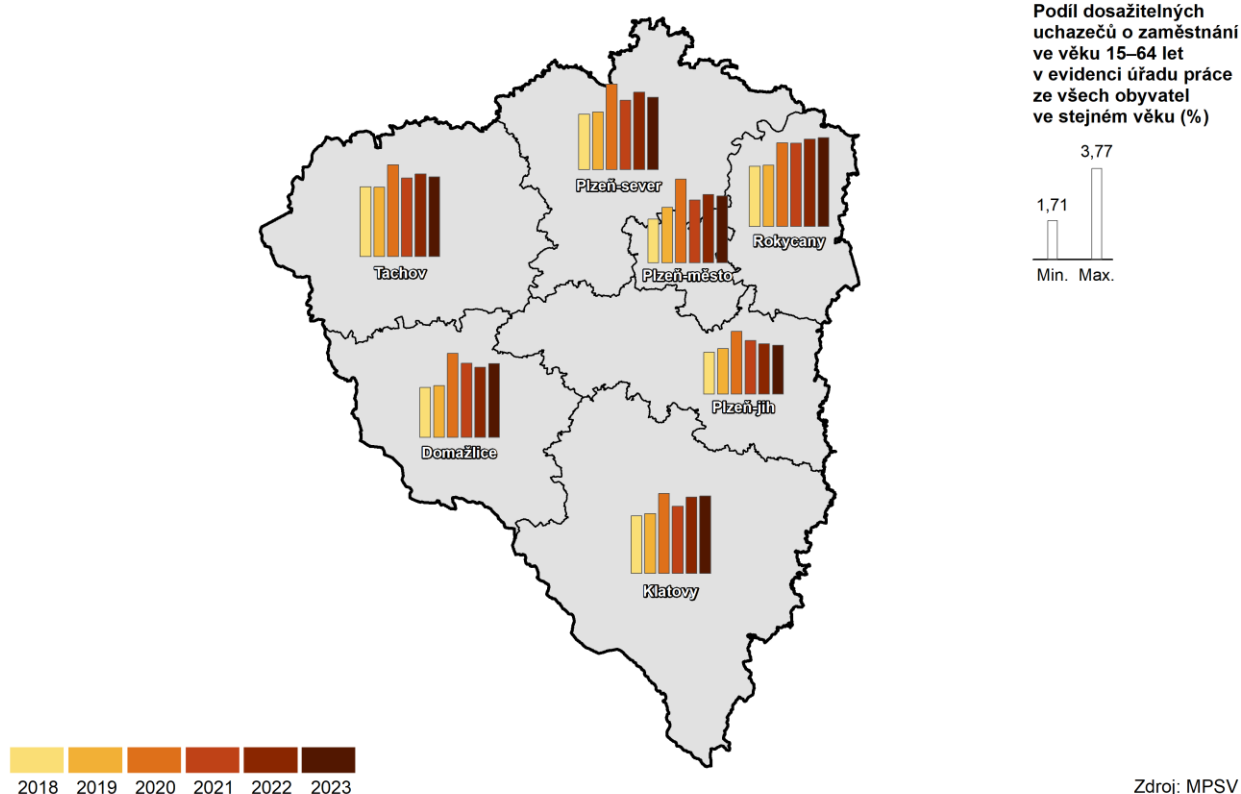 Podíl dosažitelných
uchazečů o zaměstnání
ve věku 15–64 let
v evidenci úřadu práce
ze všech obyvatel
ve stejném věku (%)
3,77
1,71
Min. Max.
Plzeň-sever
Rokycany
Tachov
Plzeň-město
Plzeň-jih
Domažlice
Klatovy
2018 2019 2020 2021 2022 2023
Zdroj: MPSV